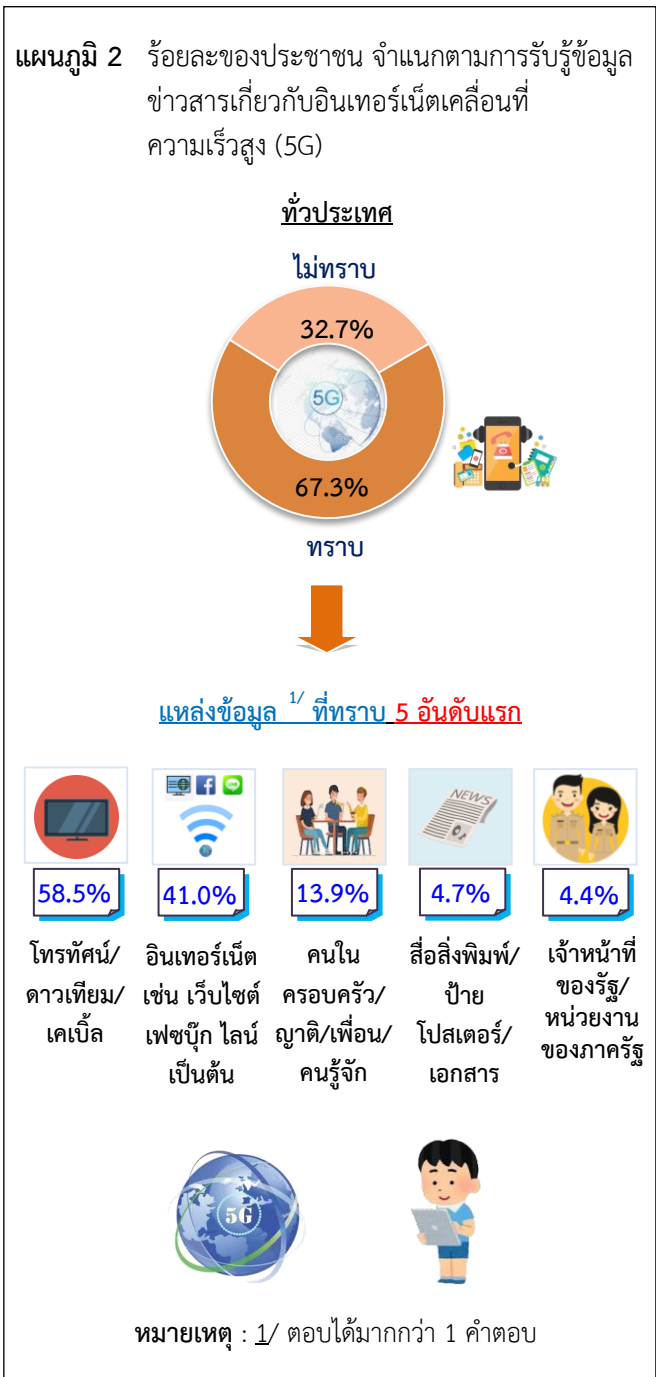 แผนภูมิ 2 ร้อยละของประชาชน จำแนกตามการรับรู้ข้อมูล
ข่าวสารเกี่ยวกับอินเทอร์เน็ตเคลื่อนที่
ความเร็วสูง (5G)
ทั่วประเทศ
ไม่ทราบ
32.7%
5G
67.3%
ทราบ
แหล่งข้อมูล 1/ ที่ทราบ 5 อันดับแรก
NEWS
58.5% 41.0% 13.9% 4.7% 4.4%
โทรทัศน์/
ดาวเทียม/
เคเบิ้ล
อินเทอร์เน็ต
เช่น เว็บไซต์
เฟซบุ๊ก ไลน์
เป็นต้น
คนใน
ครอบครัว/
ญาติ/เพื่อน/
คนรู้จัก
สื่อสิ่งพิมพ์/
ป้าย
โปสเตอร์/
เอกสาร
เจ้าหน้าที่
ของรัฐ/
หน่วยงาน
ของภาครัฐ
5G
หมายเหตุ : 1/ ตอบได้มากกว่า 1 คำตอบ